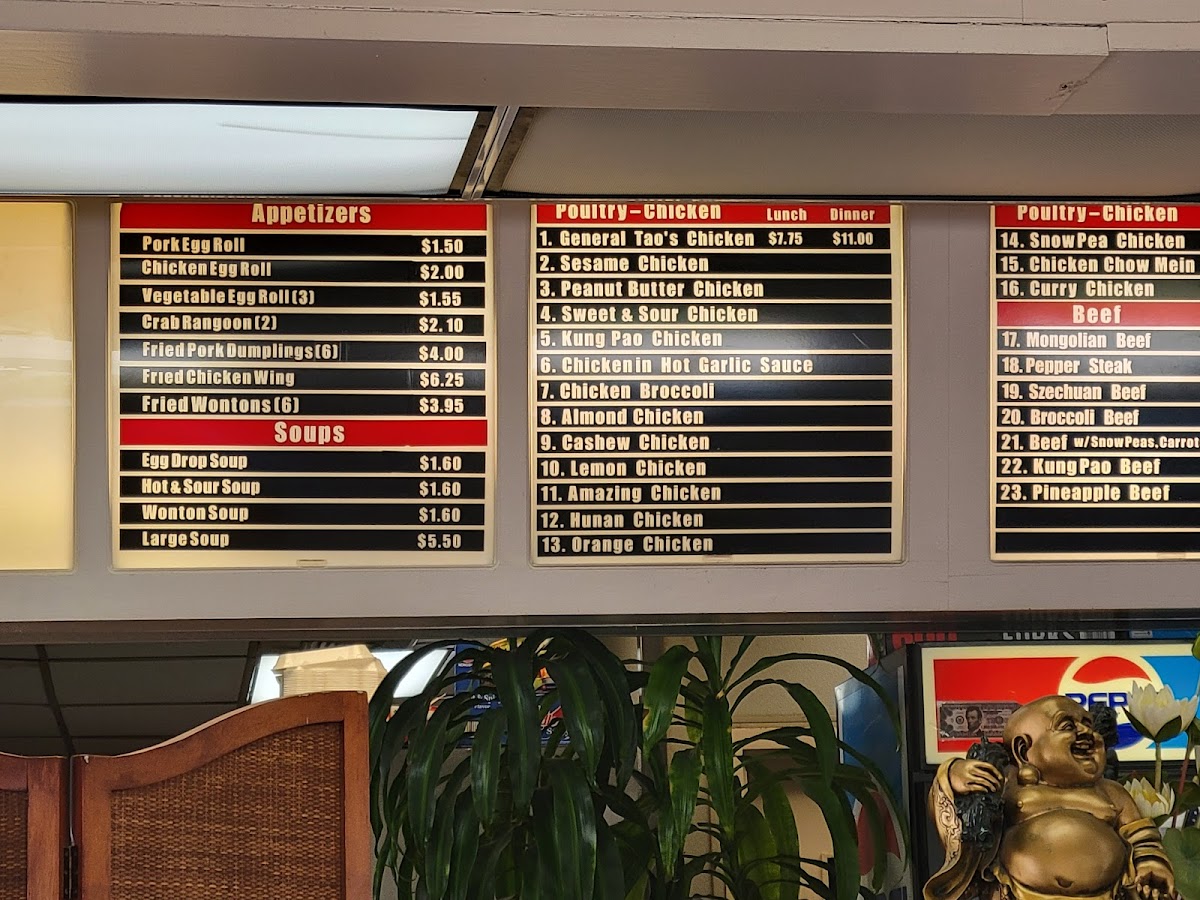 Appetizers
Pork Egg Roll $1.50
Chicken Egg Roll $2.00
Vegetable Egg Roll (3) $1.55
Crab Rangoon (2) $2.10
Fried Pork Dumplings (6) $4.00
Fried Chicken Wing $6.25
Fried Wontons (6) $3.95
Soups
Egg Drop Soup $1.60
Hot & Sour Soup $1.60
Wonton Soup $1.60
Large Soup $5.50
Poultry-Chicken Lunch Dinner
1. General Tao's Chicken $7.75 $11.00
2. Sesame Chicken
3. Peanut Butter Chicken
4. Sweet & Sour Chicken
5. Kung Pao Chicken
6. Chicken in Hot Garlic Sauce
7. Chicken Broccoli
8. Almond Chicken
9. Cashew Chicken
10. Lemon Chicken
11. Amazing Chicken
12. Hunan Chicken
13. Orange Chicken
Poultry-Chicken
14. Snow Pea Chicken
15. Chicken Chow Mein
16. Curry Chicken
Beef
17. Mongolian Beef
18. Pepper Steak
19. Szechuan Beef
20. Broccoli Beef
21. Beef w/Snow Peas, Carrot
22. Kung Pao Beef
23. Pineapple Beef